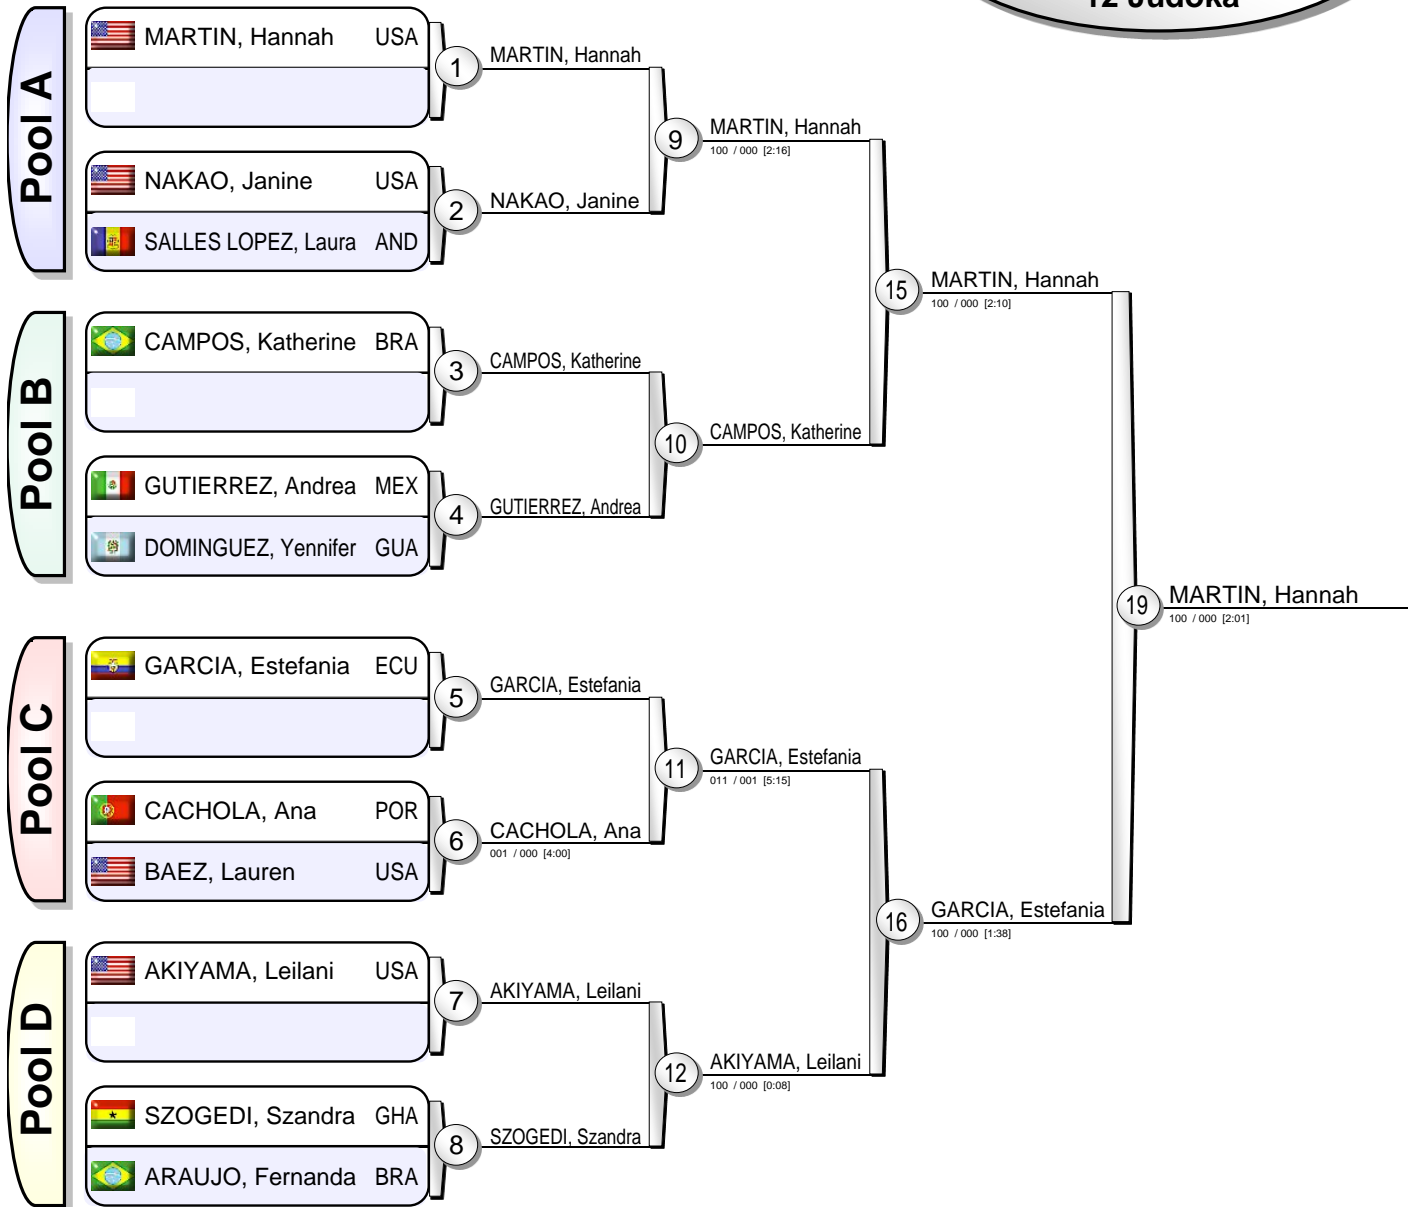 12 Judoka
Pool A
MARTIN, Hannah USA
NAKAO, Janine USA
SALLES LOPEZ, Laura AND
1
MARTIN, Hannah
2
NAKAO, Janine
9
MARTIN, Hannah
100 / 000 [2:16]
Pool B
CAMPOS, Katherine BRA
GUTIERREZ, Andrea MEX
DOMINGUEZ, Yennifer GUA
3
CAMPOS, Katherine
4
GUTIERREZ, Andrea
10
CAMPOS, Katherine
15
MARTIN, Hannah
100 / 000 [2:10]
Pool C
GARCIA, Estefania ECU
CACHOLA, Ana POR
BAEZ, Lauren USA
5
GARCIA, Estefania
6
CACHOLA, Ana
001 / 000 [4:00]
11
GARCIA, Estefania
011 / 001 [5:15]
Pool D
AKIYAMA, Leilani USA
SZOGEDI, Szandra GHA
ARAUJO, Fernanda BRA
7
AKIYAMA, Leilani
8
SZOGEDI, Szandra
12
AKIYAMA, Leilani
100 / 000 [0:08]
16
GARCIA, Estefania
100 / 000 [1:38]
19
MARTIN, Hannah
100 / 000 [2:01]